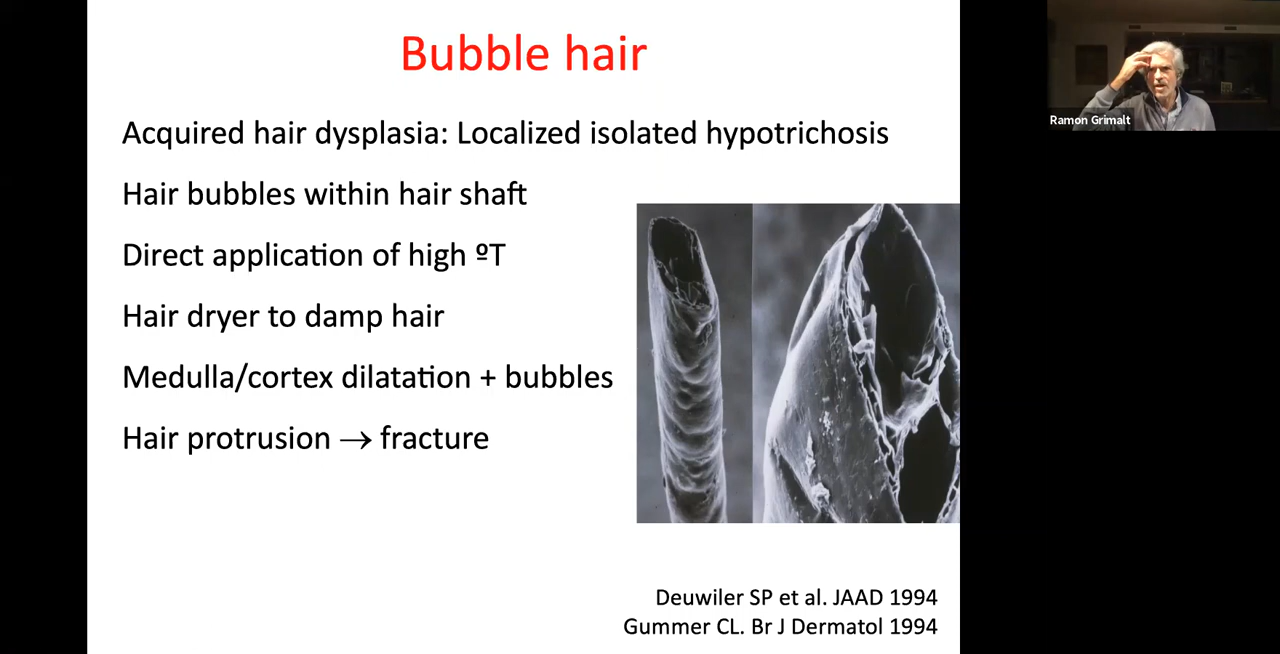 Bubble hair
Acquired hair dysplasia: Localized isolated hypotrichosis
Hair bubbles within hair shaft
Direct application of high ºT
Hair dryer to damp hair
Medulla/cortex dilatation + bubbles
Hair protrusion → fracture
Deuwiler SP et al. JAAD 1994
Gummer CL. Br J Dermatol 1994
Ramon Grimalt